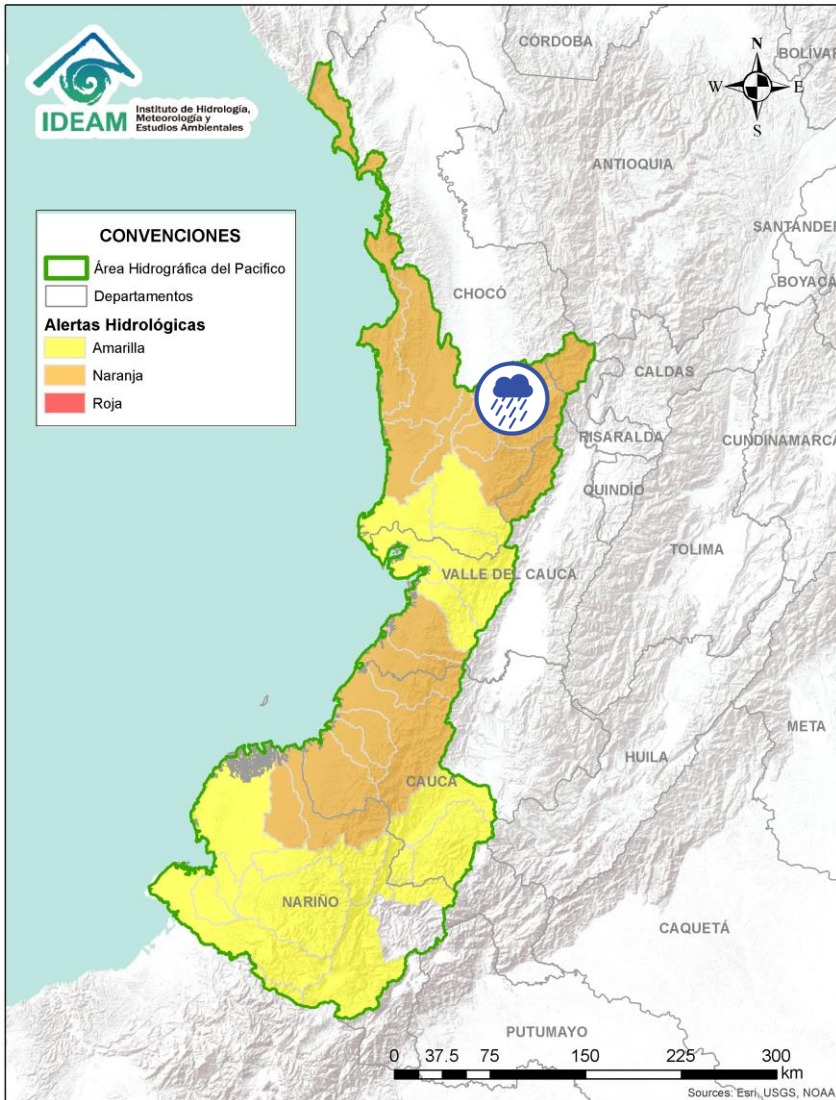 IDEAM
Instituto de Hidrología,
Meteorología y
Estudios Ambientales
N
W
E
S
CÓRDOBA
BOLÍVAR
ANTIOQUIA
SANTANDER
BOYACÁ
CHOCÓ
CALDAS
RISARALDA
CUNDINAMARCA
QUINDÍO
TOLIMA
VALLE DEL CAUCA
META
HUILA
CAUCA
NARIÑO
CAQUETÁ
PUTUMAYO
CONVENCIONES
Área Hidrográfica del Pacifico
Departamentos
Alertas Hidrológicas
Amarilla
Naranja
Roja
0 37.5 75 150 225 300
km
Sources: Esri, USGS, NOAA